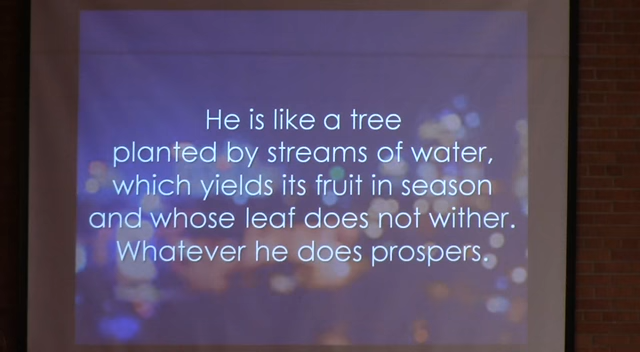 He is like a tree
planted by streams of water,
which yields its fruit in season
and whose leaf does not wither.
Whatever he does prospers.